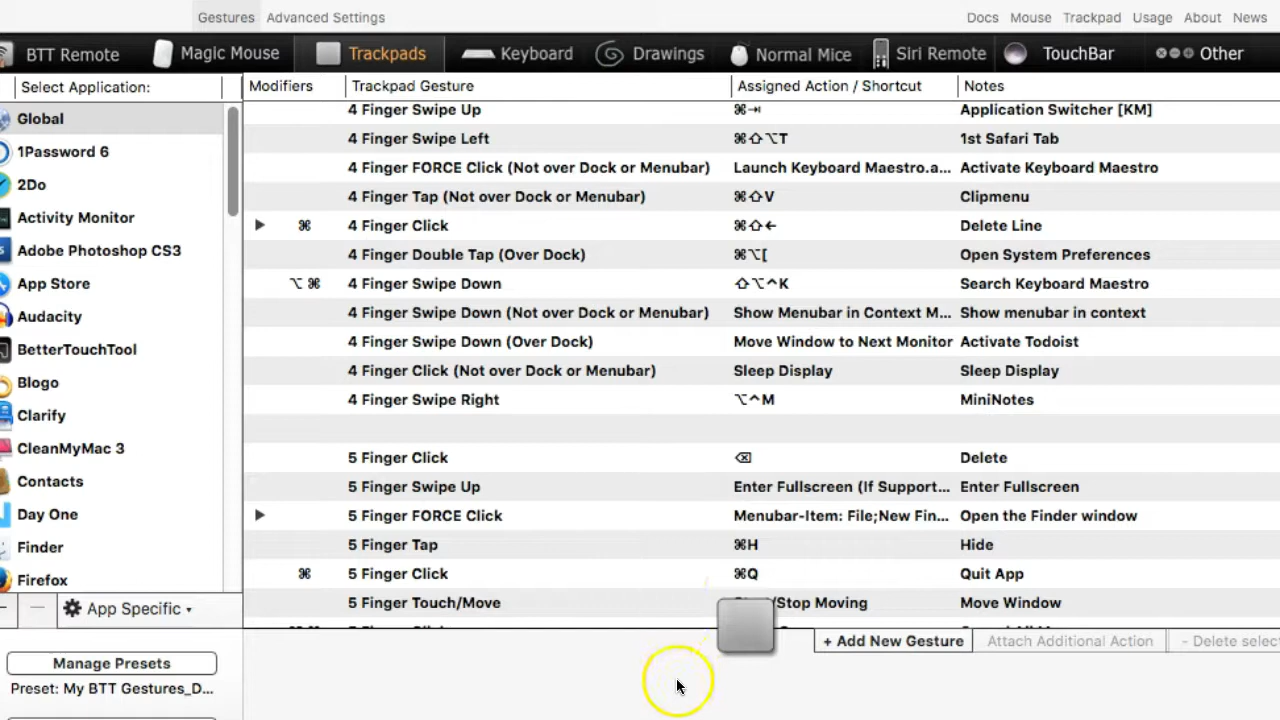 Gestures Advanced Settings Docs Mouse Trackpad Usage About News
BTT Remote Magic Mouse Trackpads Keyboard Drawings Normal Mice Siri Remote TouchBar Other
Select Application: Modifiers Trackpad Gesture Assigned Action / Shortcut Notes
Global
1Password 6
2Do
Activity Monitor
Adobe Photoshop CS3
App Store
Audacity
BetterTouchTool
Blogo
Clarify
CleanMyMac 3
Contacts
Day One
Finder
Firefox
4 Finger Swipe Up ⌘⇥ Application Switcher [KM]
4 Finger Swipe Left ⌘⇧⌥T 1st Safari Tab
4 Finger FORCE Click (Not over Dock or Menubar) Launch Keyboard Maestro.a... Activate Keyboard Maestro
4 Finger Tap (Not over Dock or Menubar) ⌘⇧V Clipmenu
⌘ 4 Finger Click ⌘⇧← Delete Line
4 Finger Double Tap (Over Dock) ⌘⌥[ Open System Preferences
⌥ ⌘ 4 Finger Swipe Down ⇧⌥^K Search Keyboard Maestro
4 Finger Swipe Down (Not over Dock or Menubar) Show Menubar in Context M... Show menubar in context
4 Finger Swipe Down (Over Dock) Move Window to Next Monitor Activate Todoist
4 Finger Click (Not over Dock or Menubar) Sleep Display Sleep Display
4 Finger Swipe Right ⌥^M MiniNotes
5 Finger Click ⌫ Delete
5 Finger Swipe Up Enter Fullscreen (If Support... Enter Fullscreen
5 Finger FORCE Click Menubar-Item: File;New Fin... Open the Finder window
5 Finger Tap ⌘H Hide
⌘ 5 Finger Click ⌘Q Quit App
5 Finger Touch/Move /Stop Moving Move Window
App Specific
+ Add New Gesture Attach Additional Action - Delete selec
Manage Presets
Preset: My BTT Gestures_D...